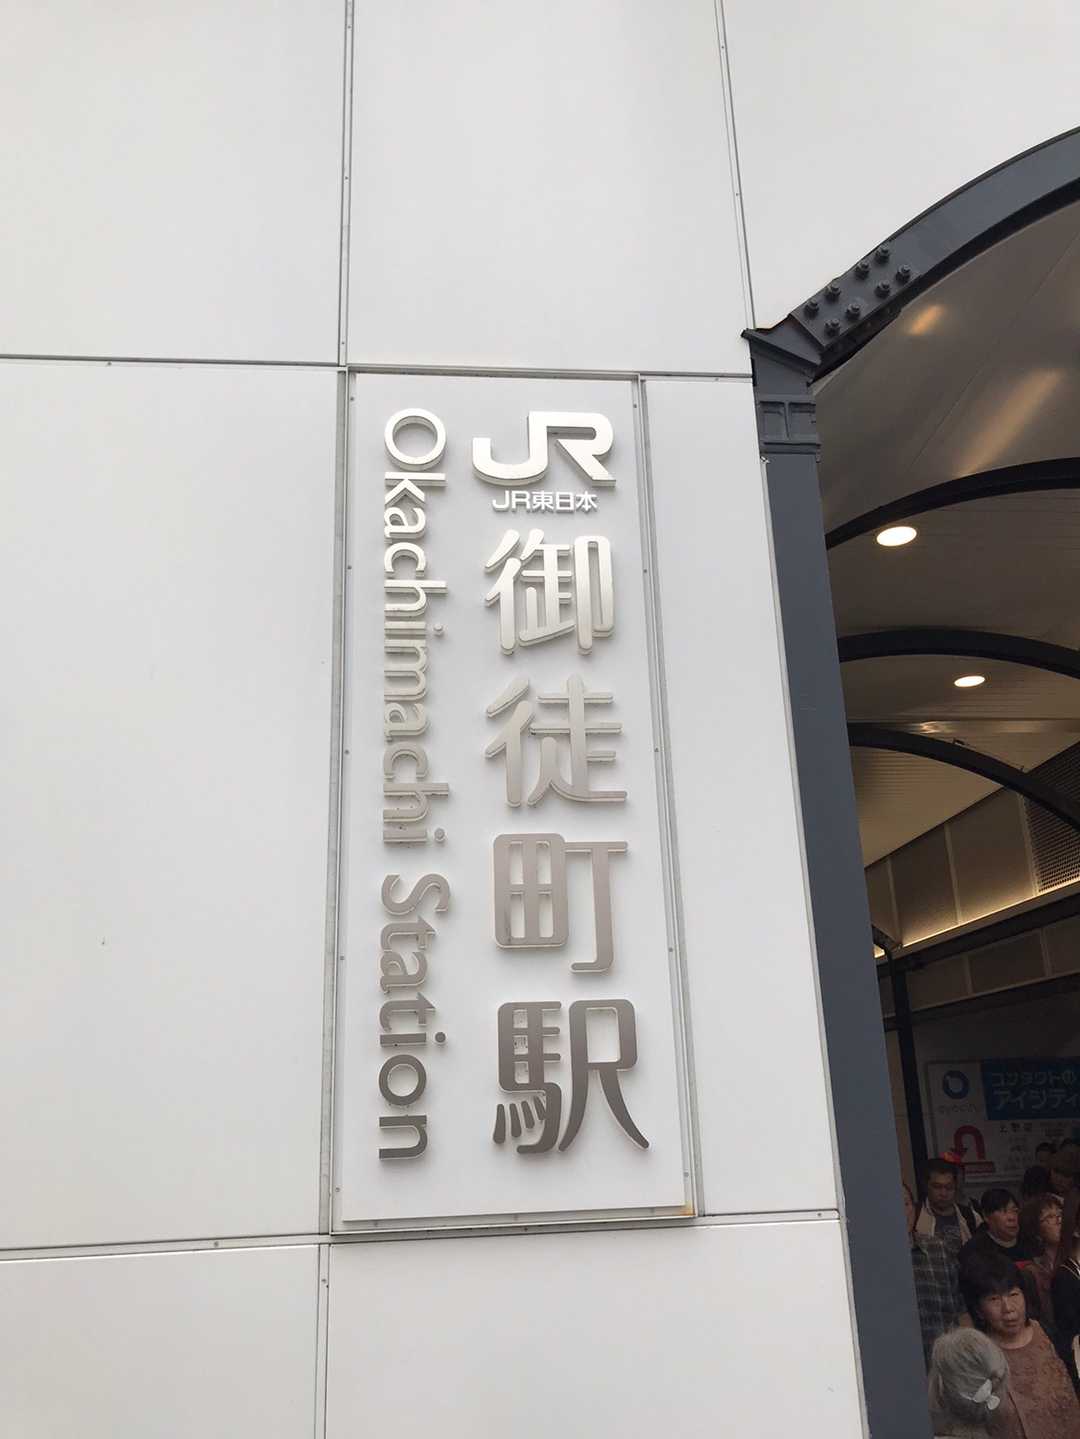 JR
JR東日本
御徒町駅
Okachimachi Station
コンタクトの
アイシティ